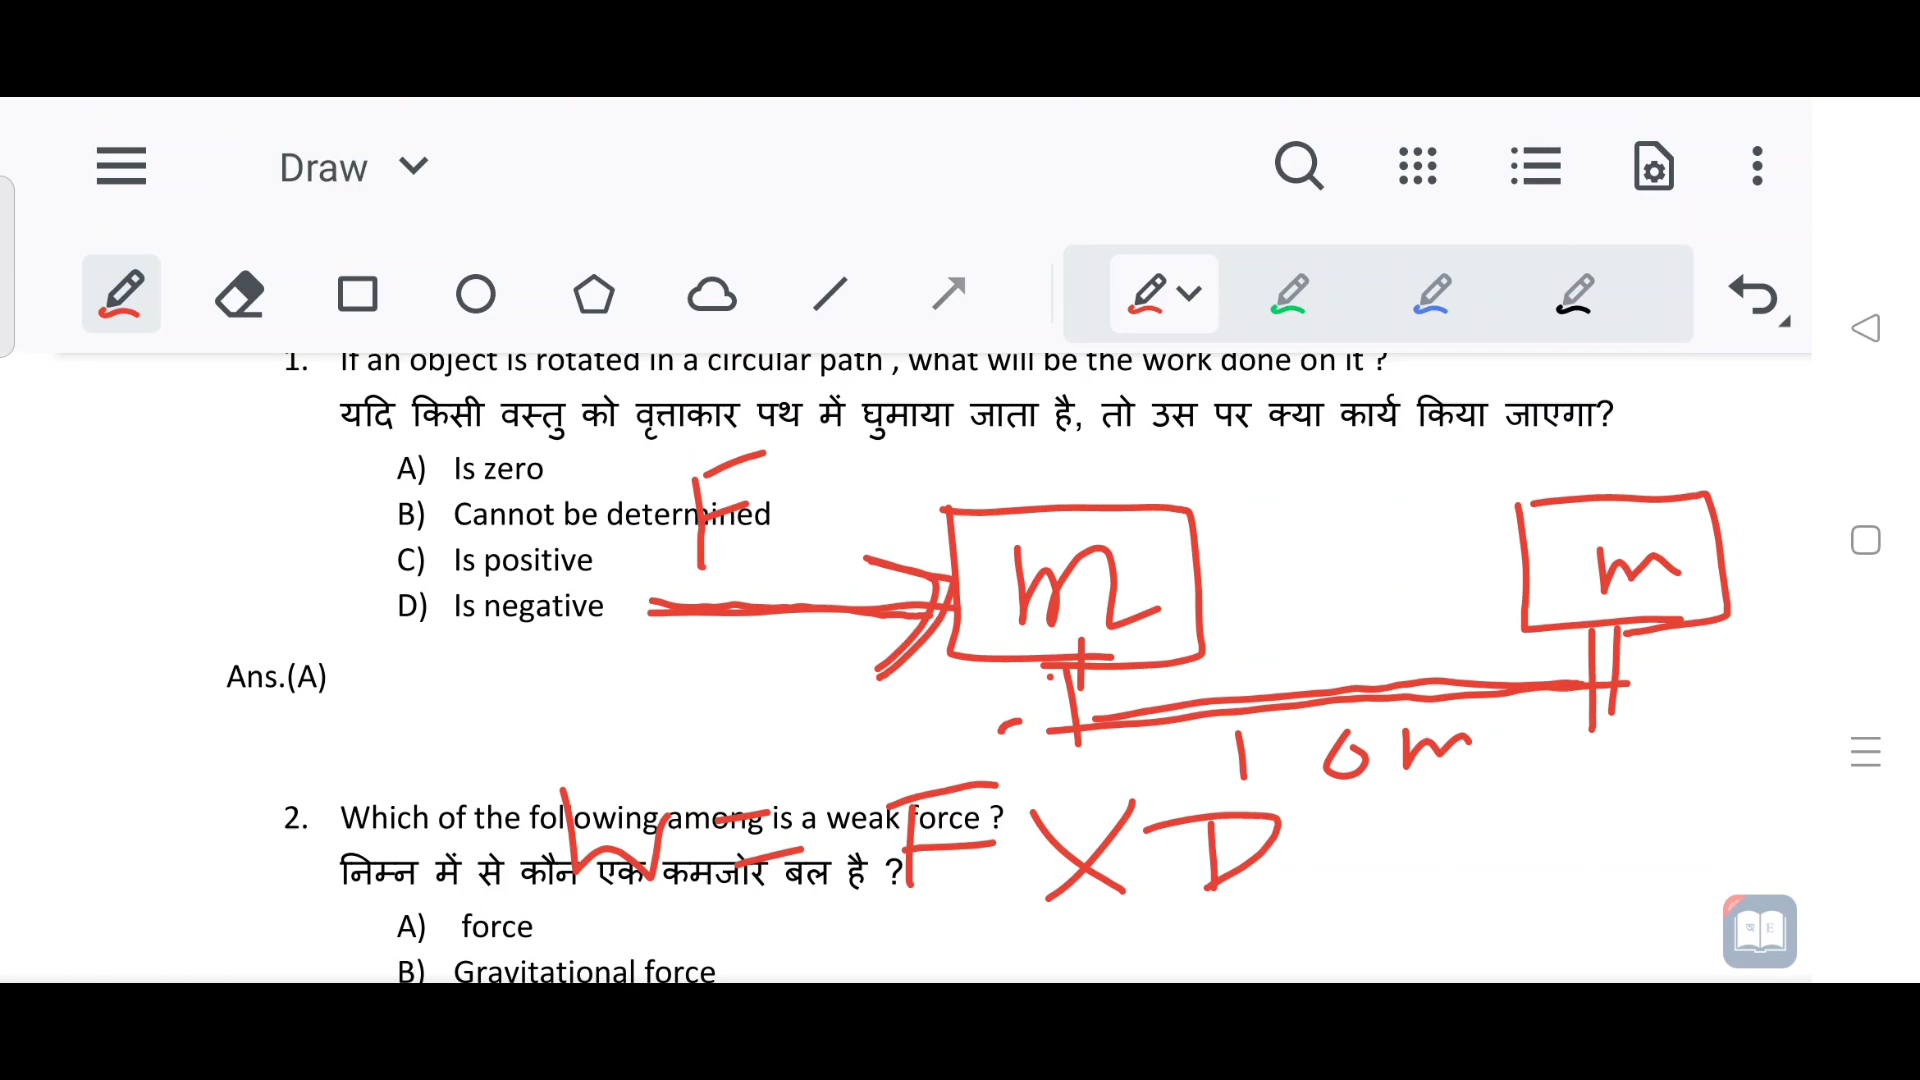 Draw
1. If an object is rotated in a circular path , what will be the work done on it ?
यदि किसी वस्तु को वृत्ताकार पथ में घुमाया जाता है, तो उस पर क्या कार्य किया जाएगा?
A) Is zero
F
B) Cannot be determined
C) Is positive
m
m
D) Is negative
Ans.(A)
10m
2. Which of the following among is a weak force ?
W = F X D
निम्न में से कौन एक कमजोर बल है ?
A) force
B) Gravitational force